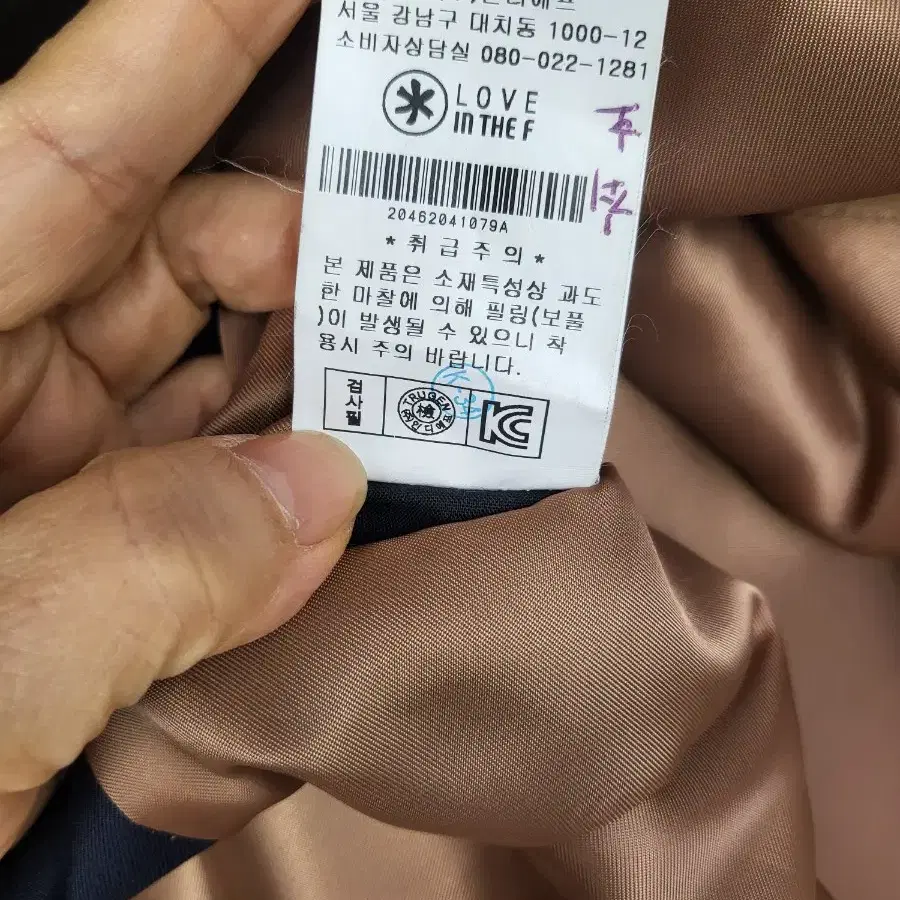 서울 강남구 대치동 1000-12
소비자상담실 080-022-1281
LOVE
IN THE F
20462041079A
* 취 급 주 의 *
본 제품은 소재특성상 과도
한 마찰에 의해 필링(보풀
)이 발생될 수 있으니 착
용시 주의 바랍니다.
검사필
TRUGEN
檢
KC